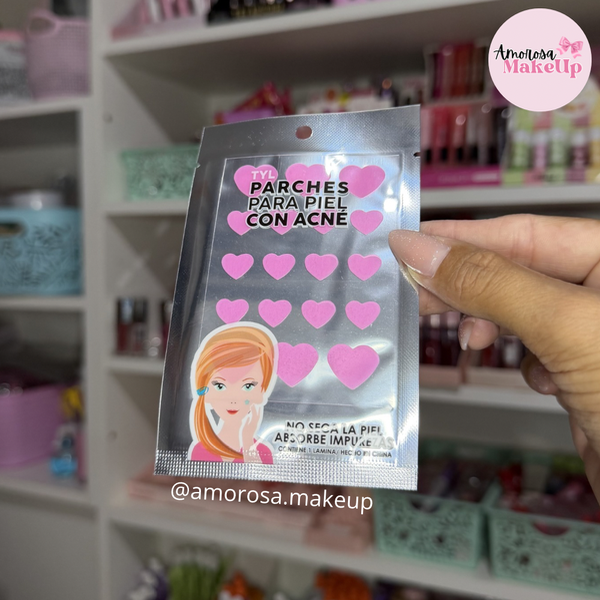 Amorosa
MakeUp
TYL
PARCHES
PARA PIEL
CON ACNÉ
NO SECA LA PIEL
ABSORBE IMPUREZAS
CONTIENE 1 LAMINA/ HECHO EN CHINA
@amorosa.makeup